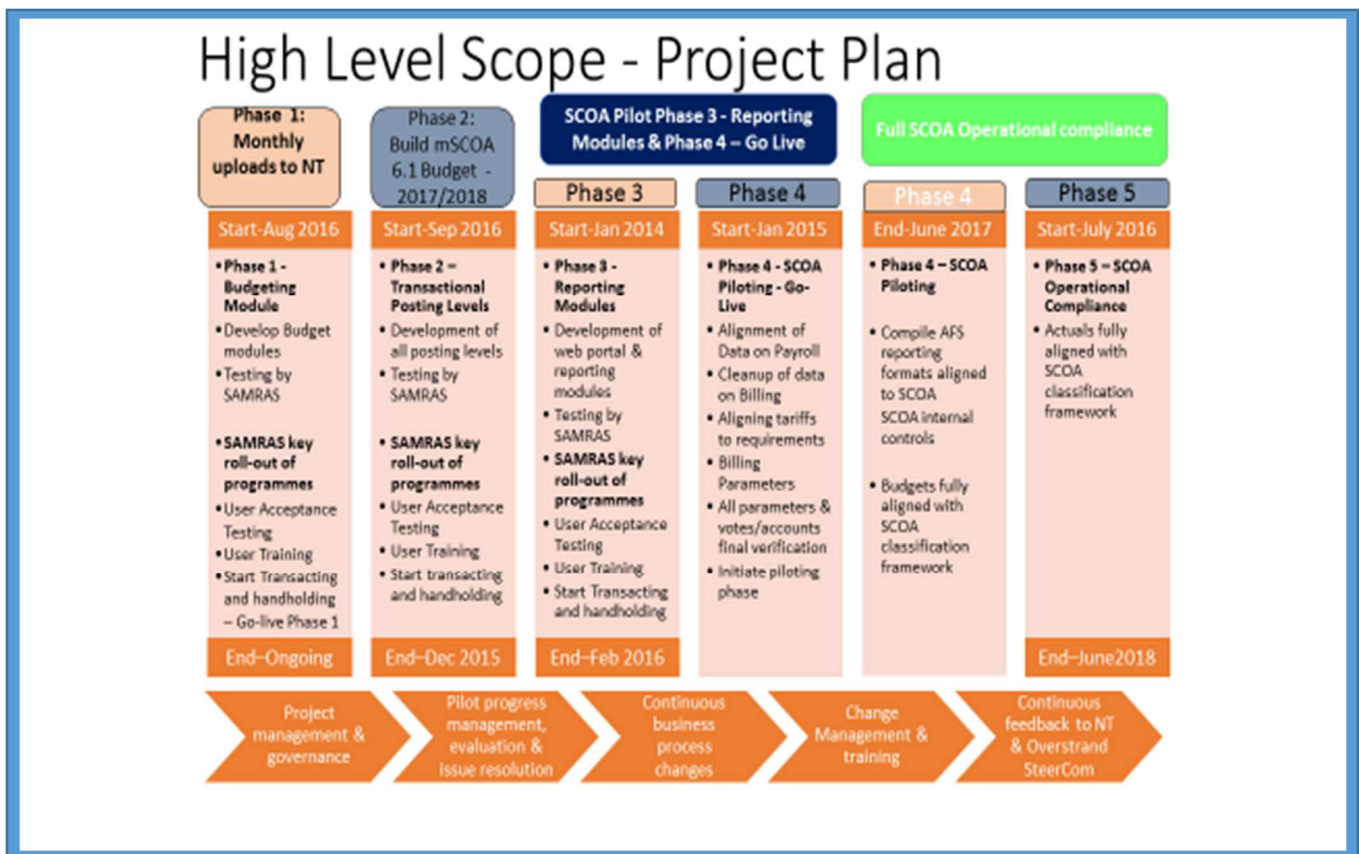 High Level Scope - Project Plan
Phase 1:
Monthly
uploads to NT
Phase 2:
Build mSCOA
6.1 Budget -
2017/2018
SCOA Pilot Phase 3 - Reporting
Modules & Phase 4 – Go Live
Full SCOA Operational compliance
Phase 3
Phase 4
Phase 4
Phase 5
Start-Aug 2016
• Phase 1 -
Budgeting
Module
• Develop Budget
modules
• Testing by
SAMRAS
• SAMRAS key
roll-out of
programmes
• User Acceptance
Testing
• User Training
• Start Transacting
and handholding
– Go-live Phase 1
End–Ongoing
Start-Sep 2016
• Phase 2 –
Transactional
Posting Levels
• Development of
all posting levels
• Testing by
SAMRAS
• SAMRAS key
roll-out of
programmes
• User Acceptance
Testing
• User Training
• Start transacting
and handholding
End–Dec 2015
Start-Jan 2014
• Phase 3 -
Reporting
Modules
• Development of
web portal &
reporting
modules
• Testing by
SAMRAS
• SAMRAS key
roll-out of
programmes
• User Acceptance
Testing
• User Training
• Start Transacting
and handholding
End–Feb 2016
Start-Jan 2015
• Phase 4 - SCOA
Piloting - Go-
Live
• Alignment of
Data on Payroll
• Cleanup of data
on Billing
• Aligning tariffs
to requirements
• Billing
Parameters
• All parameters &
votes/accounts
final verification
• Initiate piloting
phase
End-June 2017
• Phase 4 – SCOA
Piloting
• Compile AFS
reporting
formats aligned
to SCOA
SCOA internal
controls
• Budgets fully
aligned with
SCOA
classification
framework
Start-July 2016
• Phase 5 – SCOA
Operational
Compliance
• Actuals fully
aligned with
SCOA
classification
framework
End–June2018
Project
management &
governance
Pilot progress
management,
evaluation &
issue resolution
Continuous
business
process
changes
Change
Management &
training
Continuous
feedback to NT
& Overstrand
SteerCom